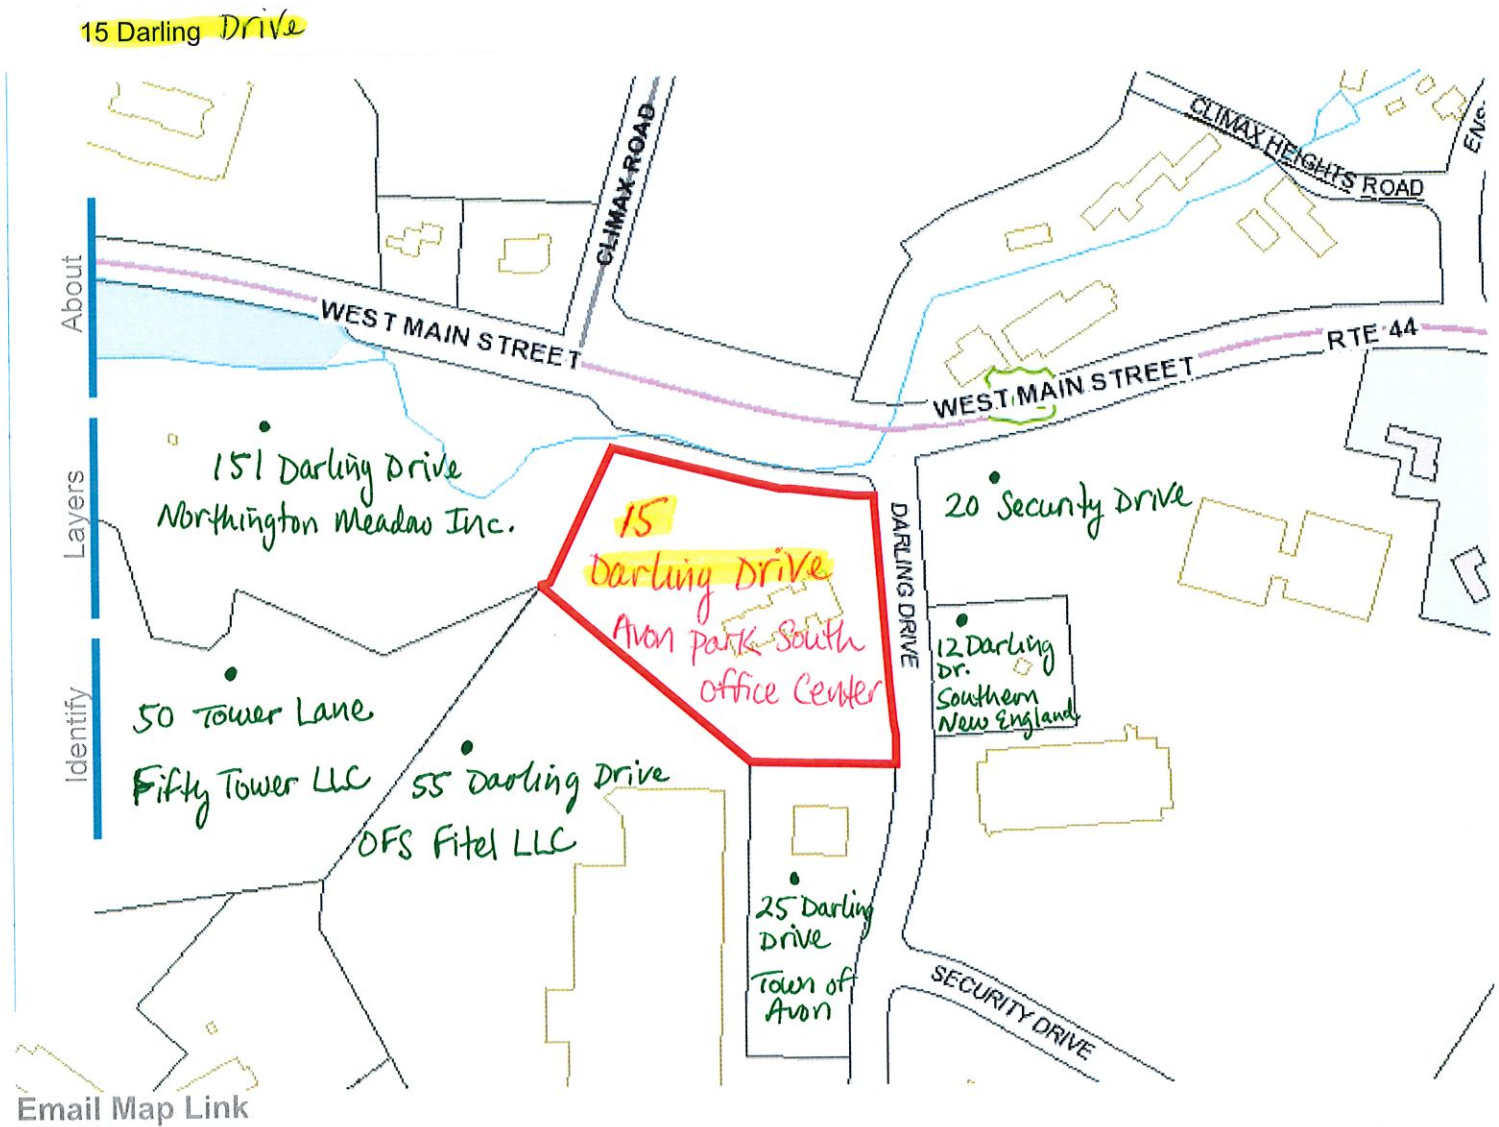 15 Darling Drive
CLIMAX ROAD
CLIMAX HEIGHTS ROAD
About
WEST MAIN STREET
WEST MAIN STREET
RTE 44
Layers
151 Darling Drive
Northington Meadow Inc.
15
Darling Drive
Avon Park South
Office Center
DARLING DRIVE
20 Security Drive
12 Darling
Dr.
Southern
New England
Identify
50 Tower Lane
Fifty Tower LLC
55 Darling Drive
OFS Fitel LLC
25 Darling
Drive
Town of
Avon
SECURITY DRIVE
Email Map Link